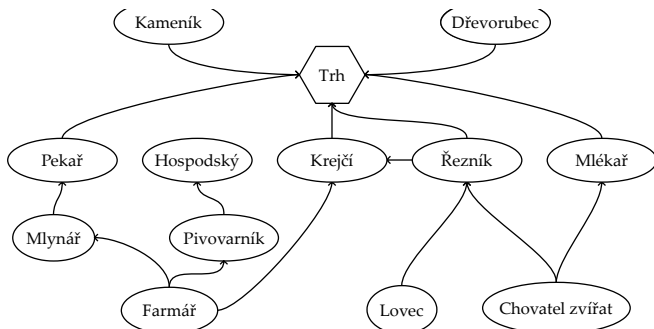 Kameník
Dřevorubec
Trh
Pekař
Hospodský
Krejčí
Řezník
Mlékař
Mlynář
Pivovarník
Farmář
Lovec
Chovatel zvířat